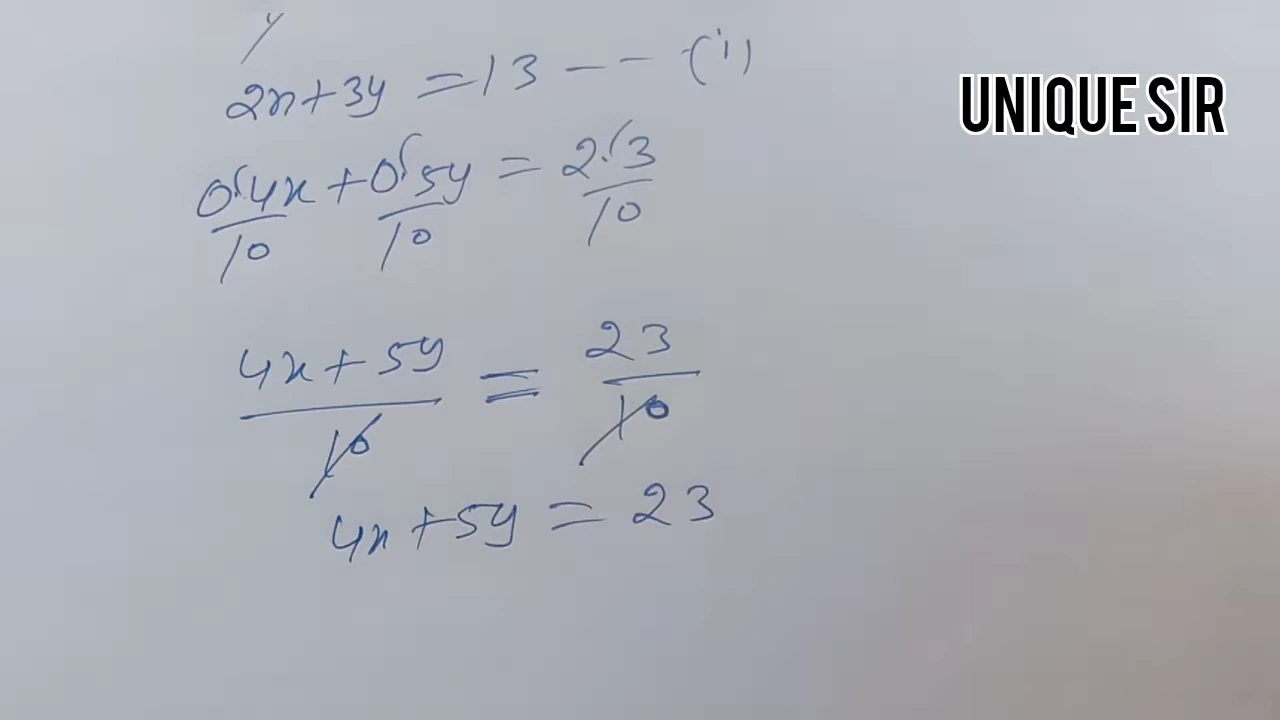 2x+3y = 13 -- (i)
UNIQUE SIR
0.4x/10 + 0.5y/10 = 2.3/10
4x+5y/10 = 23/10
4x+5y = 23